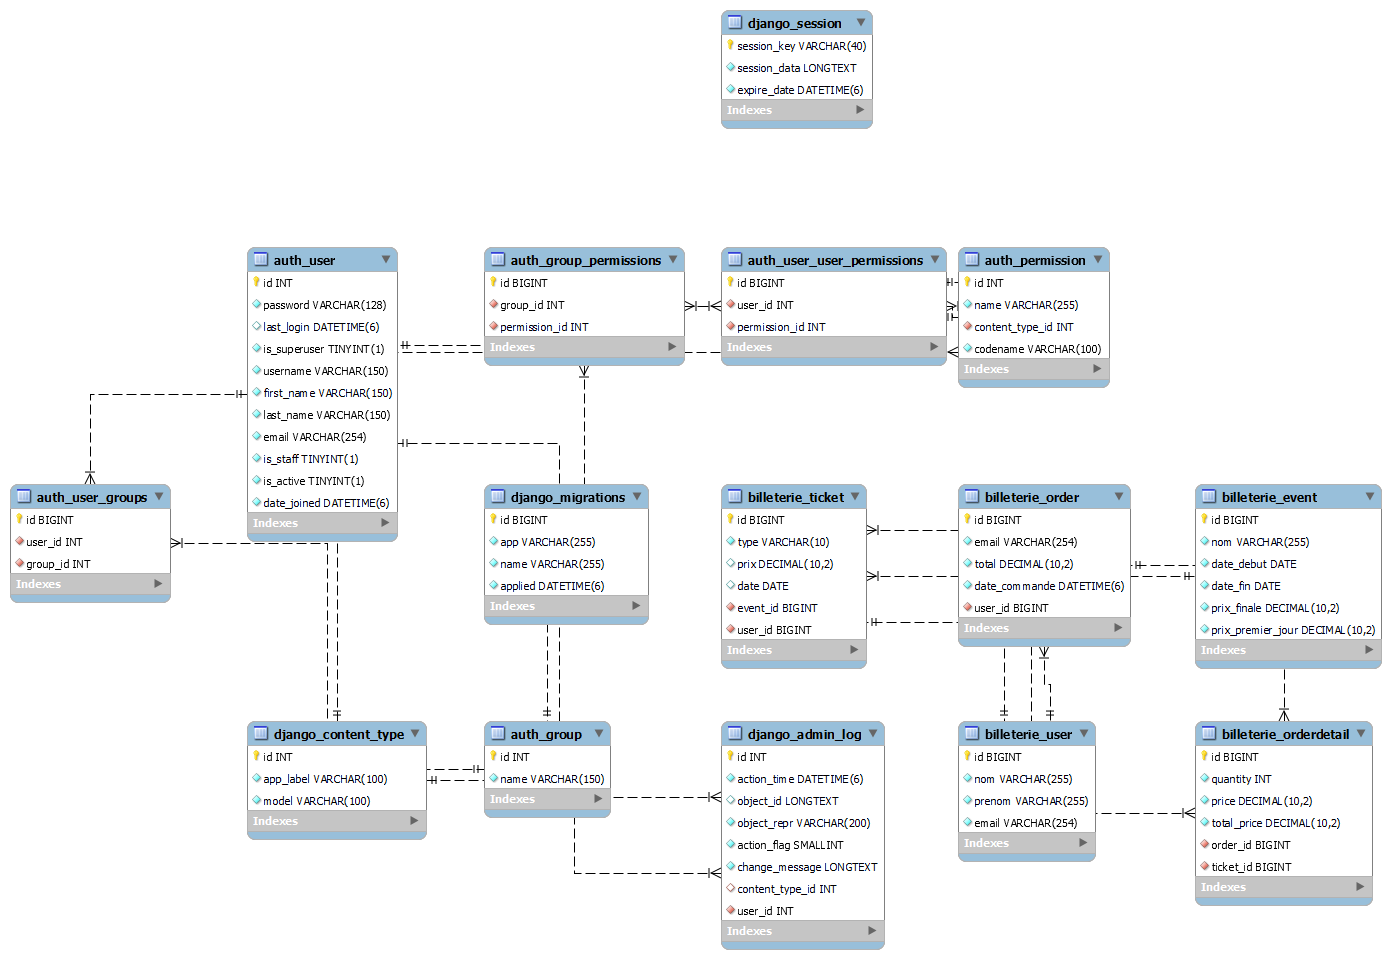 django_session
session_key VARCHAR(40)
session_data LONGTEXT
expire_date DATETIME(6)
Indexes
auth_user
id INT
password VARCHAR(128)
last_login DATETIME(6)
is_superuser TINYINT(1)
username VARCHAR(150)
first_name VARCHAR(150)
last_name VARCHAR(150)
email VARCHAR(254)
is_staff TINYINT(1)
is_active TINYINT(1)
date_joined DATETIME(6)
Indexes
auth_group_permissions
id BIGINT
group_id INT
permission_id INT
Indexes
auth_user_user_permissions
id BIGINT
user_id INT
permission_id INT
Indexes
auth_permission
id INT
name VARCHAR(255)
content_type_id INT
codename VARCHAR(100)
Indexes
auth_user_groups
id BIGINT
user_id INT
group_id INT
Indexes
django_migrations
id BIGINT
app VARCHAR(255)
name VARCHAR(255)
applied DATETIME(6)
Indexes
billeterie_ticket
id BIGINT
type VARCHAR(10)
prix DECIMAL(10,2)
date DATE
event_id BIGINT
user_id BIGINT
Indexes
billeterie_order
id BIGINT
email VARCHAR(254)
total DECIMAL(10,2)
date_commande DATETIME(6)
user_id BIGINT
Indexes
billeterie_event
id BIGINT
nom VARCHAR(255)
date_debut DATE
date_fin DATE
prix_finale DECIMAL(10,2)
prix_premier_jour DECIMAL(10,2)
Indexes
django_content_type
id INT
app_label VARCHAR(100)
model VARCHAR(100)
Indexes
auth_group
id INT
name VARCHAR(150)
Indexes
django_admin_log
id INT
action_time DATETIME(6)
object_id LONGTEXT
object_repr VARCHAR(200)
action_flag SMALLINT
change_message LONGTEXT
content_type_id INT
user_id INT
Indexes
billeterie_user
id BIGINT
nom VARCHAR(255)
prenom VARCHAR(255)
email VARCHAR(254)
Indexes
billeterie_orderdetail
id BIGINT
quantity INT
price DECIMAL(10,2)
total_price DECIMAL(10,2)
order_id BIGINT
ticket_id BIGINT
Indexes